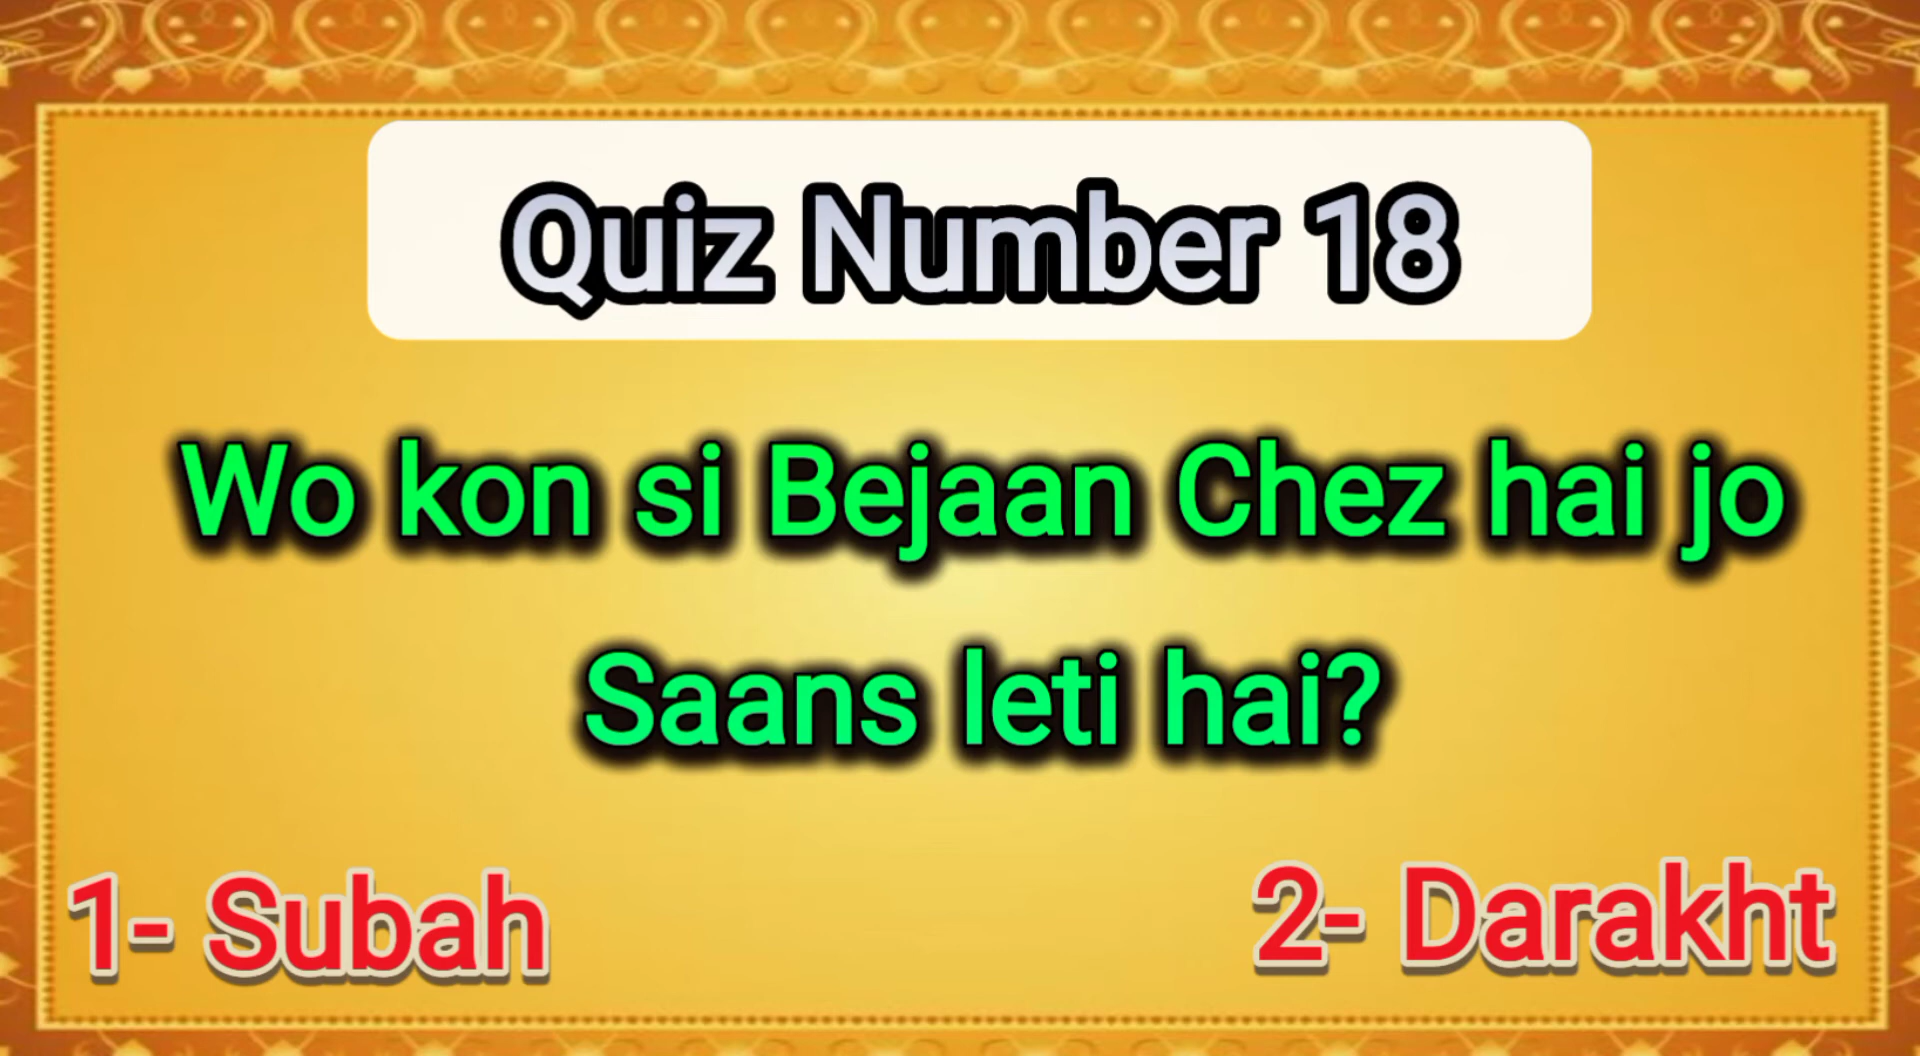 Quiz Number 18
Wo kon si Bejaan Chez hai jo
Saans leti hai?
1- Subah
2- Darakht